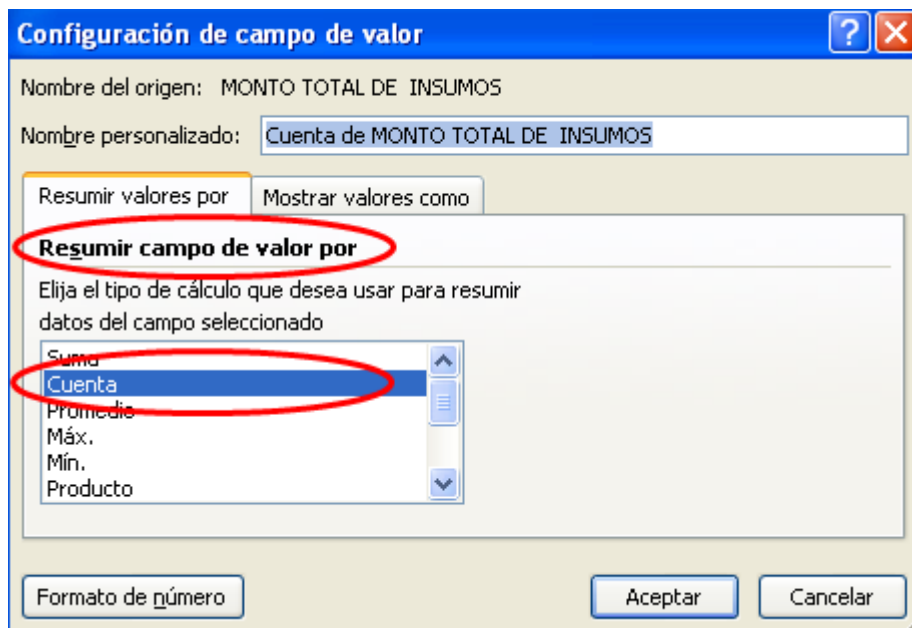 Configuración de campo de valor
Nombre del origen: MONTO TOTAL DE  INSUMOS
Nombre personalizado: Cuenta de MONTO TOTAL DE  INSUMOS
Resumir valores por Mostrar valores como
Resumir campo de valor por
Elija el tipo de cálculo que desea usar para resumir
datos del campo seleccionado
Suma
Cuenta
Promedio
Máx.
Mín.
Producto
Formato de número Aceptar Cancelar